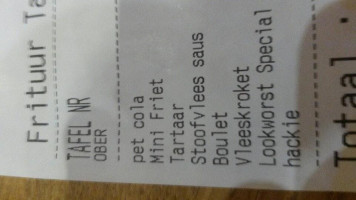 Frituur Ta
TAFEL NR
OBER
pet cola
Mini Friet
Tartaar
Stoofvlees saus
Boulet
Vleeskroket
Lookworst Special
hackie
Totaal :